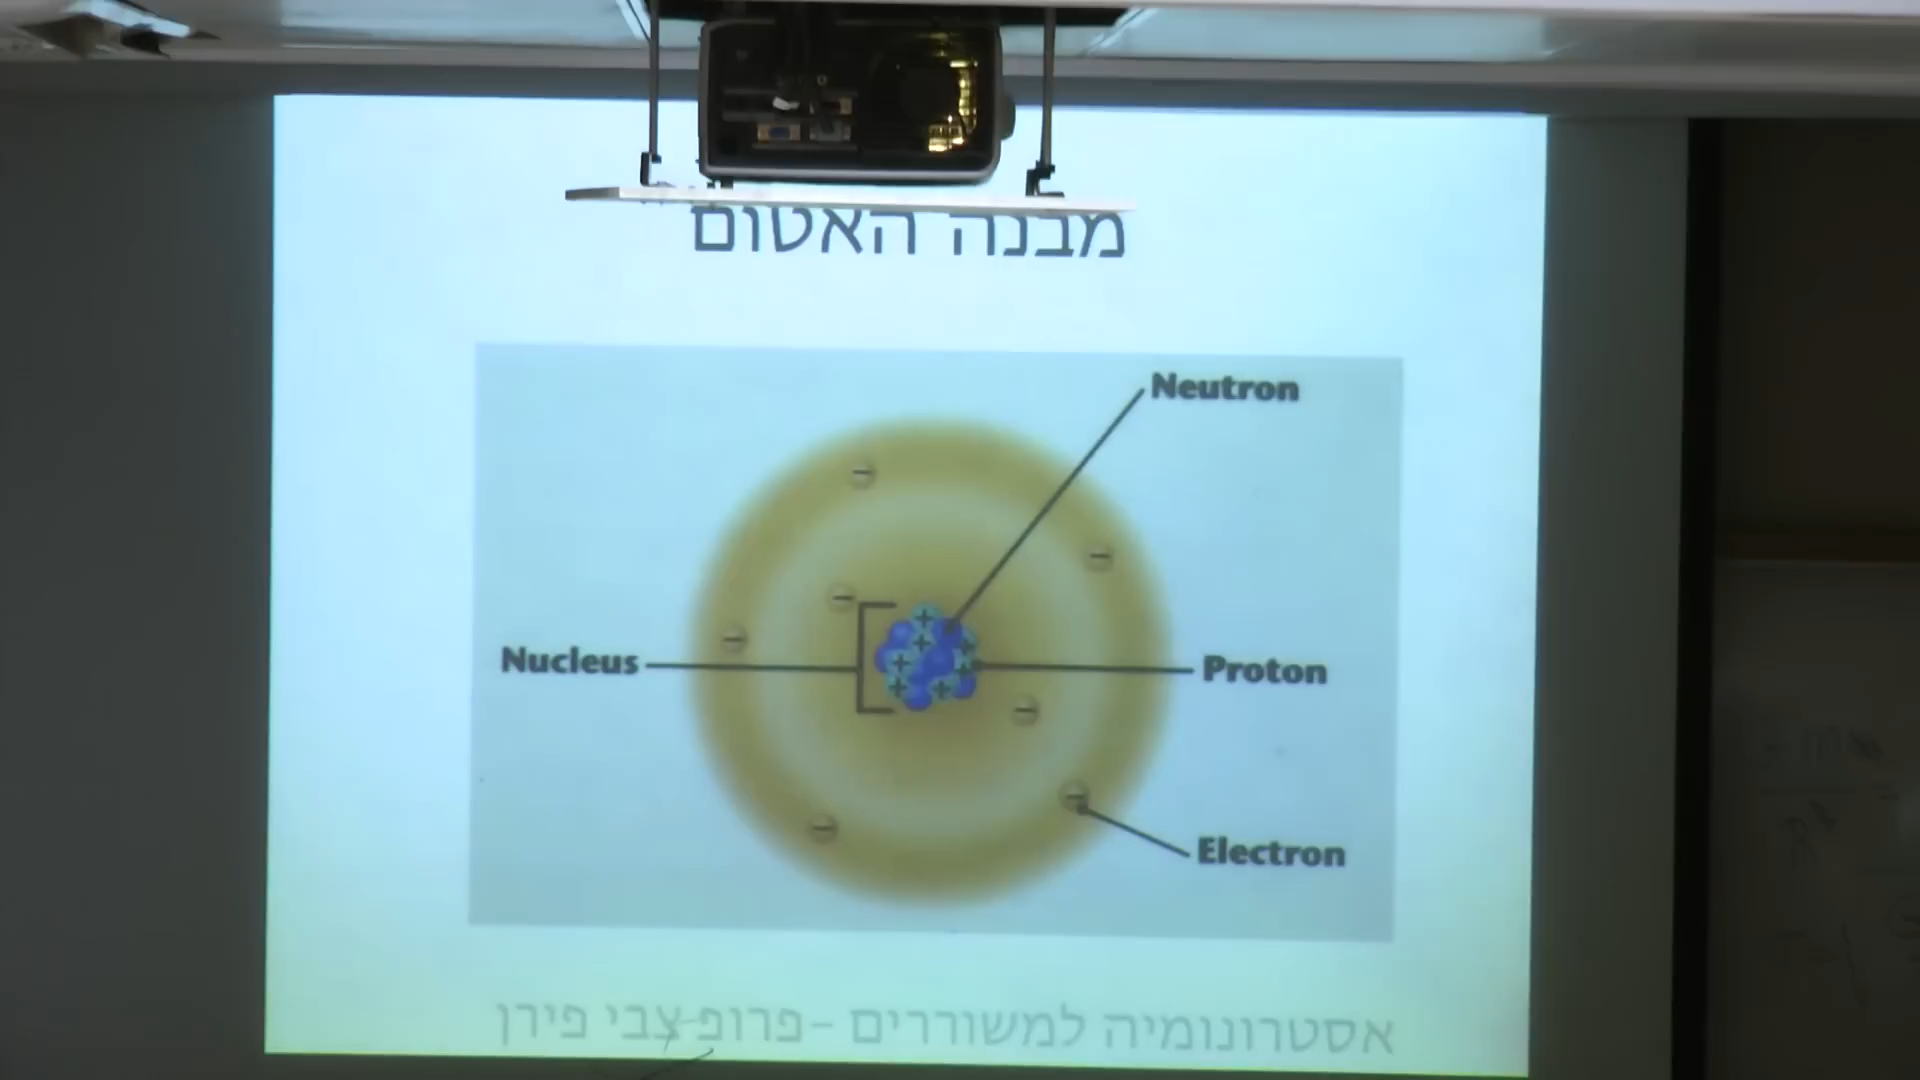 מבנה האטום
Neutron
Nucleus
Proton
Electron
אסטרונומיה למשוררים - פרופ צבי פירן